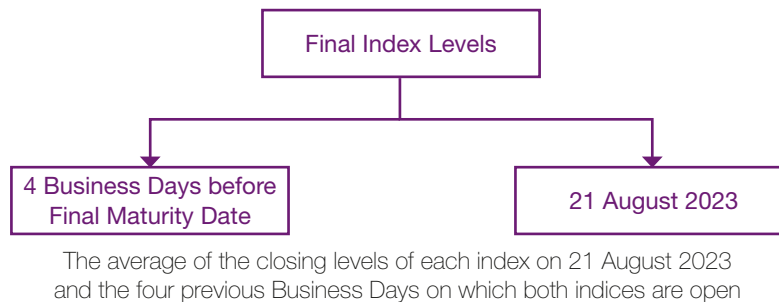 Final Index Levels
4 Business Days before
Final Maturity Date
21 August 2023
The average of the closing levels of each index on 21 August 2023
and the four previous Business Days on which both indices are open